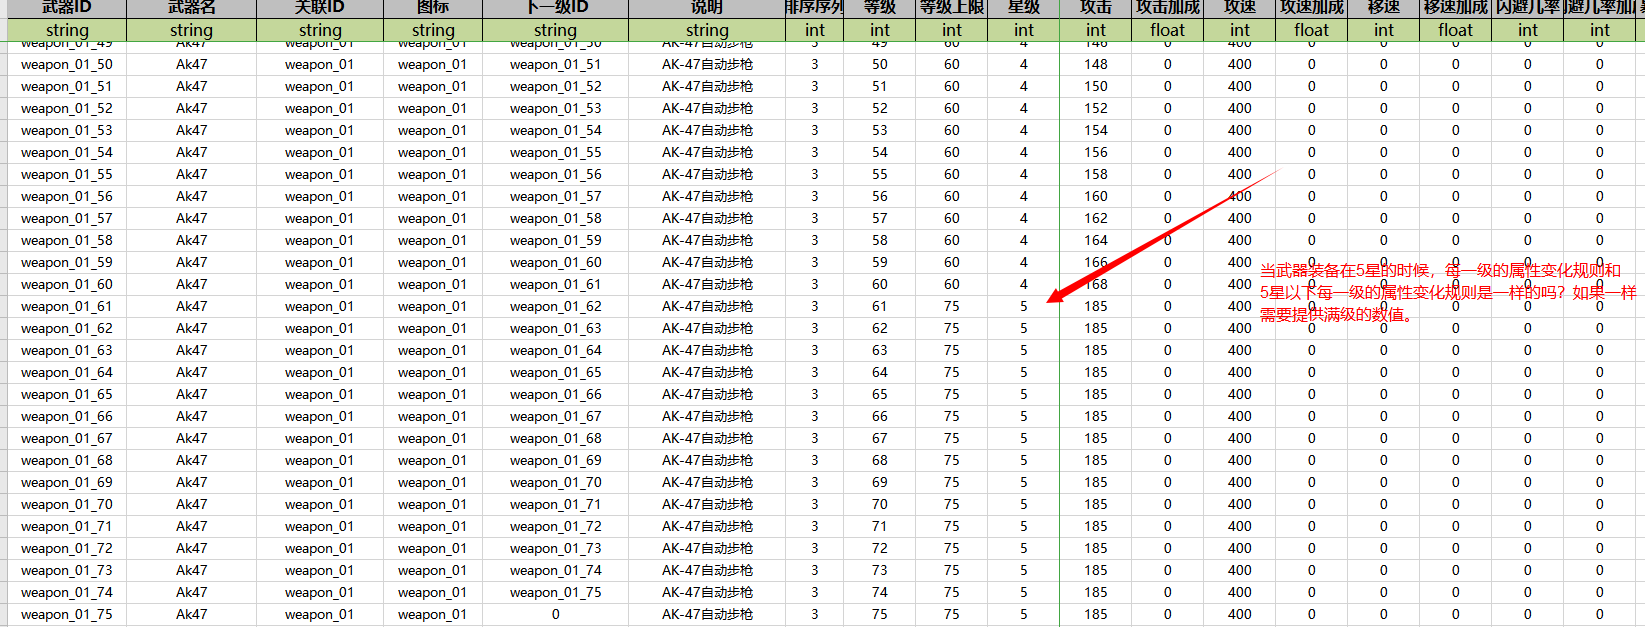 武器ID 武器名 关联ID 图标 下一级ID 说明 排序序列 等级 等级上限 星级 攻击 攻击加成 攻速 攻速加成 移速 移速加成 闪避几率
string string string string string string int int int int int float int float int float int int
weapon_01_49 Ak47 weapon_01 weapon_01 weapon_01_50 AK-47自动步枪 3 49 60 4 146 0 400 0 0 0 0 0
weapon_01_50 Ak47 weapon_01 weapon_01 weapon_01_51 AK-47自动步枪 3 50 60 4 148 0 400 0 0 0 0 0
weapon_01_51 Ak47 weapon_01 weapon_01 weapon_01_52 AK-47自动步枪 3 51 60 4 150 0 400 0 0 0 0 0
weapon_01_52 Ak47 weapon_01 weapon_01 weapon_01_53 AK-47自动步枪 3 52 60 4 152 0 400 0 0 0 0 0
weapon_01_53 Ak47 weapon_01 weapon_01 weapon_01_54 AK-47自动步枪 3 53 60 4 154 0 400 0 0 0 0 0
weapon_01_54 Ak47 weapon_01 weapon_01 weapon_01_55 AK-47自动步枪 3 54 60 4 156 0 400 0 0 0 0 0
weapon_01_55 Ak47 weapon_01 weapon_01 weapon_01_56 AK-47自动步枪 3 55 60 4 158 0 400 0 0 0 0 0
weapon_01_56 Ak47 weapon_01 weapon_01 weapon_01_57 AK-47自动步枪 3 56 60 4 160 0 400 0 0 0 0 0
weapon_01_57 Ak47 weapon_01 weapon_01 weapon_01_58 AK-47自动步枪 3 57 60 4 162 0 400 0 0 0 0 0
weapon_01_58 Ak47 weapon_01 weapon_01 weapon_01_59 AK-47自动步枪 3 58 60 4 164 0 400 0 0 0 0 0
weapon_01_59 Ak47 weapon_01 weapon_01 weapon_01_60 AK-47自动步枪 3 59 60 4 166 0 400 0 0 0 0 0
当武器装备在5星的时候，每一级的属性变化规则和
weapon_01_60 Ak47 weapon_01 weapon_01 weapon_01_61 AK-47自动步枪 3 60 60 4 168 0 400 0 0 0 0 0
5星以下每一级的属性变化规则是一样的吗？如果一样
weapon_01_61 Ak47 weapon_01 weapon_01 weapon_01_62 AK-47自动步枪 3 61 75 5 185 0 400 0 0 0 0 0
需要提供满级的数值。
weapon_01_62 Ak47 weapon_01 weapon_01 weapon_01_63 AK-47自动步枪 3 62 75 5 185 0 400 0 0 0 0 0
weapon_01_63 Ak47 weapon_01 weapon_01 weapon_01_64 AK-47自动步枪 3 63 75 5 185 0 400 0 0 0 0 0
weapon_01_64 Ak47 weapon_01 weapon_01 weapon_01_65 AK-47自动步枪 3 64 75 5 185 0 400 0 0 0 0 0
weapon_01_65 Ak47 weapon_01 weapon_01 weapon_01_66 AK-47自动步枪 3 65 75 5 185 0 400 0 0 0 0 0
weapon_01_66 Ak47 weapon_01 weapon_01 weapon_01_67 AK-47自动步枪 3 66 75 5 185 0 400 0 0 0 0 0
weapon_01_67 Ak47 weapon_01 weapon_01 weapon_01_68 AK-47自动步枪 3 67 75 5 185 0 400 0 0 0 0 0
weapon_01_68 Ak47 weapon_01 weapon_01 weapon_01_69 AK-47自动步枪 3 68 75 5 185 0 400 0 0 0 0 0
weapon_01_69 Ak47 weapon_01 weapon_01 weapon_01_70 AK-47自动步枪 3 69 75 5 185 0 400 0 0 0 0 0
weapon_01_70 Ak47 weapon_01 weapon_01 weapon_01_71 AK-47自动步枪 3 70 75 5 185 0 400 0 0 0 0 0
weapon_01_71 Ak47 weapon_01 weapon_01 weapon_01_72 AK-47自动步枪 3 71 75 5 185 0 400 0 0 0 0 0
weapon_01_72 Ak47 weapon_01 weapon_01 weapon_01_73 AK-47自动步枪 3 72 75 5 185 0 400 0 0 0 0 0
weapon_01_73 Ak47 weapon_01 weapon_01 weapon_01_74 AK-47自动步枪 3 73 75 5 185 0 400 0 0 0 0 0
weapon_01_74 Ak47 weapon_01 weapon_01 weapon_01_75 AK-47自动步枪 3 74 75 5 185 0 400 0 0 0 0 0
weapon_01_75 Ak47 weapon_01 weapon_01 0 AK-47自动步枪 3 75 75 5 185 0 400 0 0 0 0 0